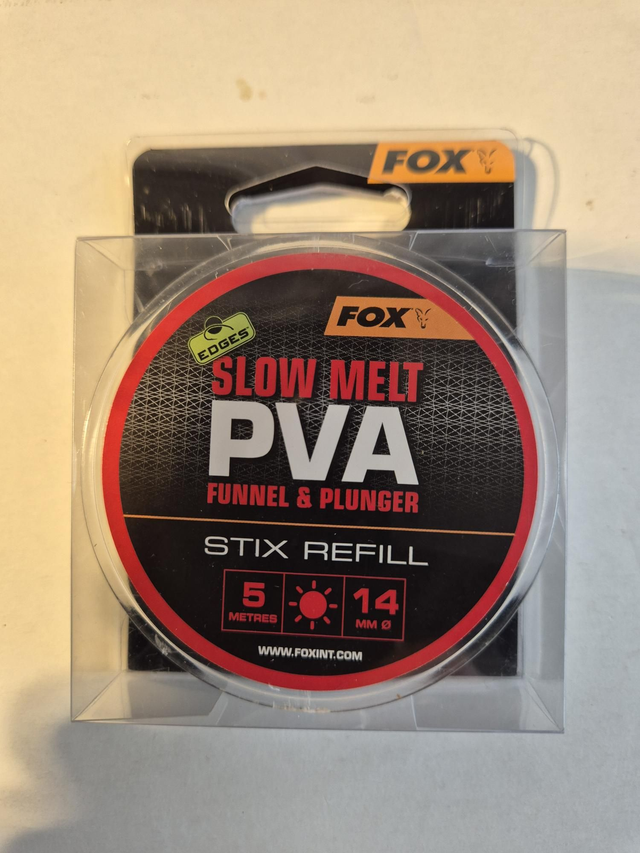 FOX
FOX
EDGES
SLOW MELT
PVA
FUNNEL & PLUNGER
STIX REFILL
5 14
METRES MM Ø
WWW.FOXINT.COM